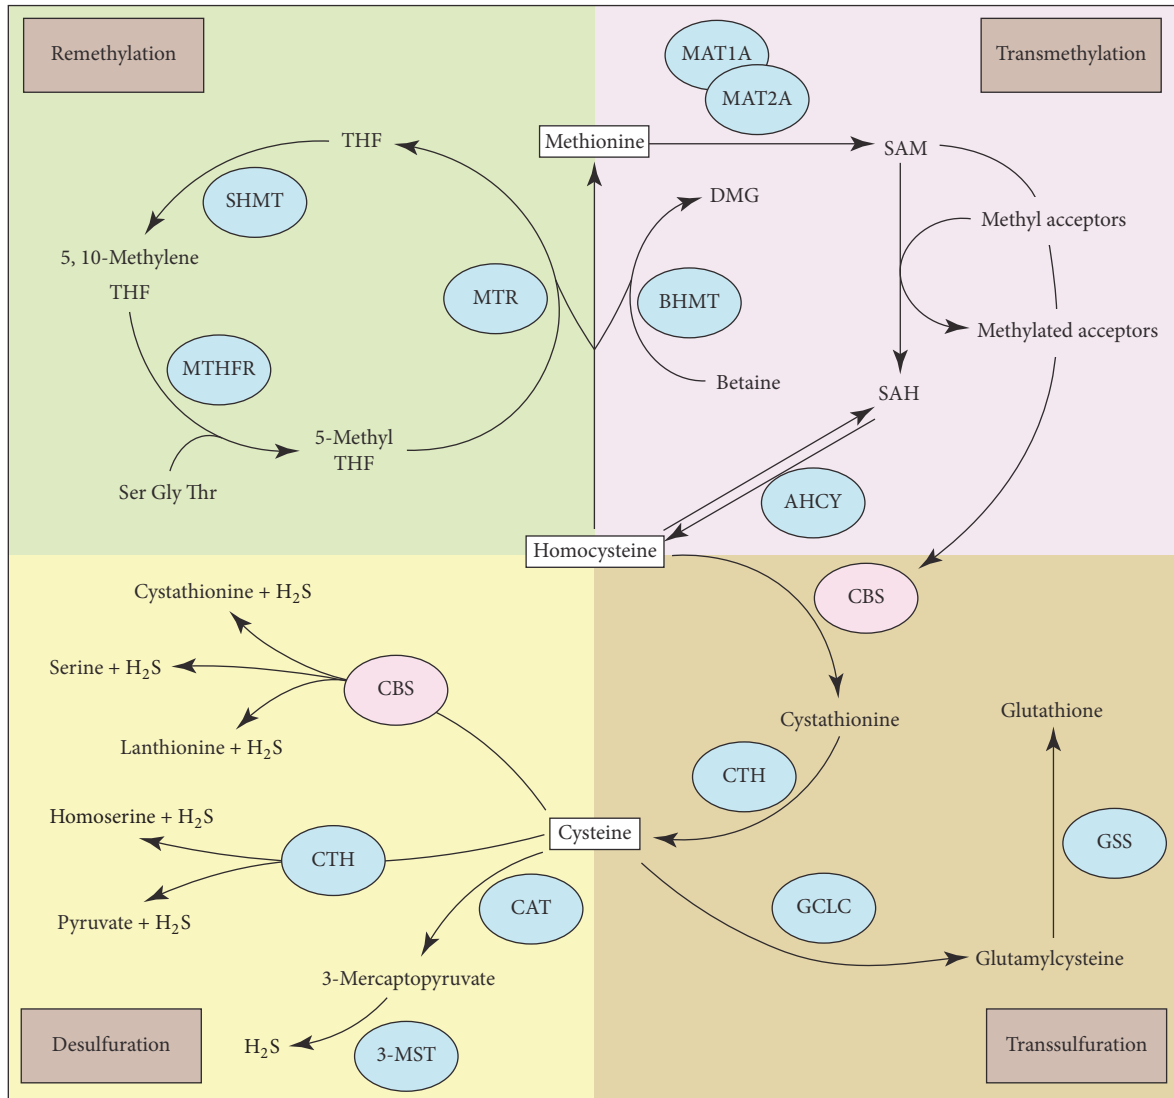 Remethylation
Transmethylation
MAT1A
MAT2A
THF
Methionine
SAM
SHMT
DMG
Methyl acceptors
5, 10-Methylene
THF
MTR
BHMT
Methylated acceptors
MTHFR
Betaine
SAH
5-Methyl
THF
Ser Gly Thr
AHCY
Homocysteine
Cystathionine + H₂S
CBS
Serine + H₂S
CBS
Cystathionine
Glutathione
Lanthionine + H₂S
CTH
Homoserine + H₂S
Cysteine
GSS
CTH
CAT
GCLC
Pyruvate + H₂S
3-Mercaptopyruvate
Glutamylcysteine
Desulfuration
H₂S
3-MST
Transsulfuration